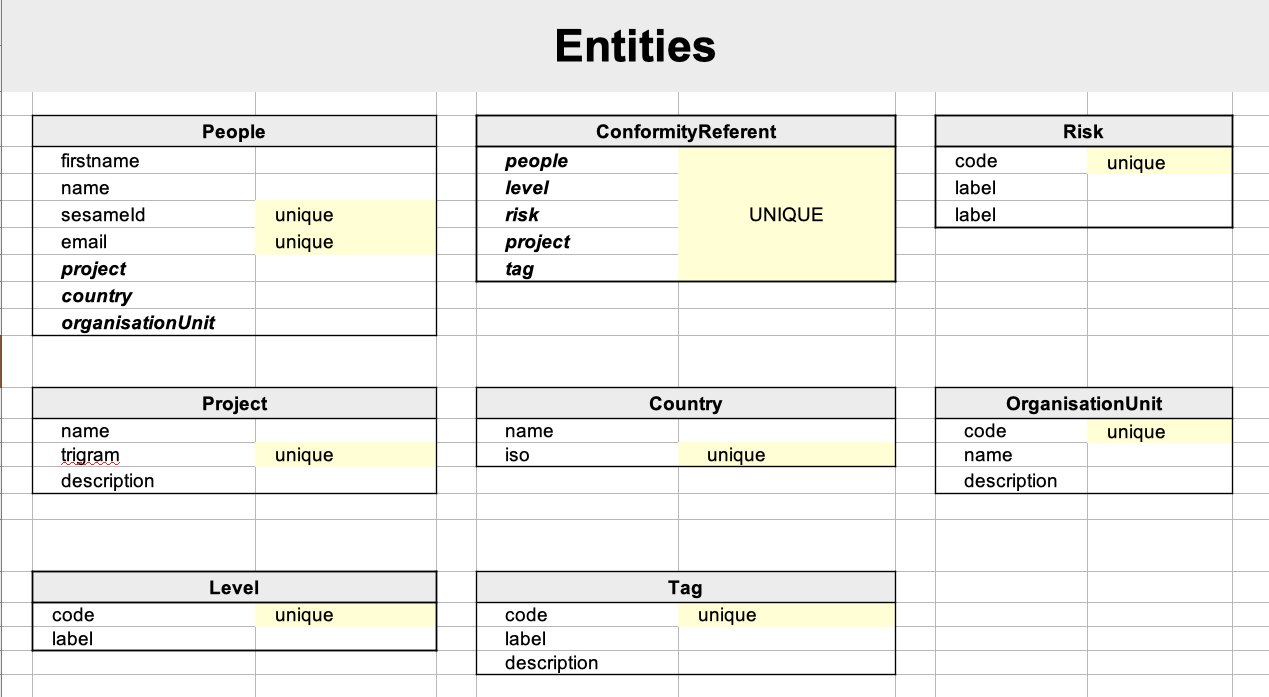 Entities
People
firstname
name
sesameId unique
email unique
project
country
organisationUnit
ConformityReferent
people
level
risk UNIQUE
project
tag
Risk
code unique
label
label
Project
name
trigram unique
description
Country
name
iso unique
OrganisationUnit
code unique
name
description
Level
code unique
label
Tag
code unique
label
description